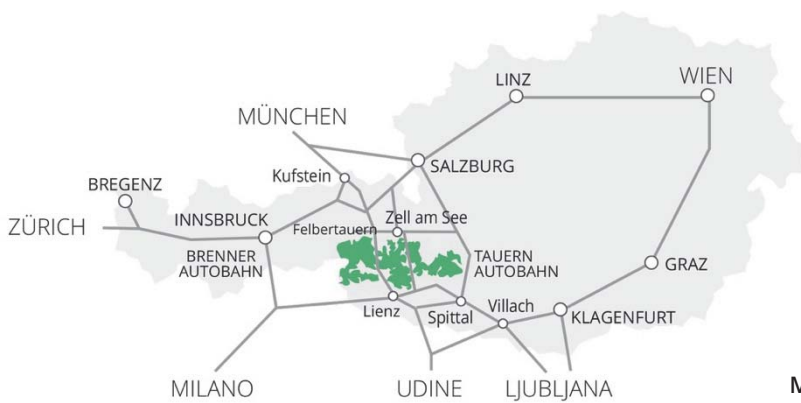 LINZ
WIEN
MÜNCHEN
SALZBURG
Kufstein
BREGENZ
ZÜRICH
INNSBRUCK
Zell am See
Felbertauern
BRENNER
AUTOBAHN
TAUERN
AUTOBAHN
GRAZ
Lienz
Spittal
Villach
KLAGENFURT
MILANO
UDINE
LJUBLJANA
M